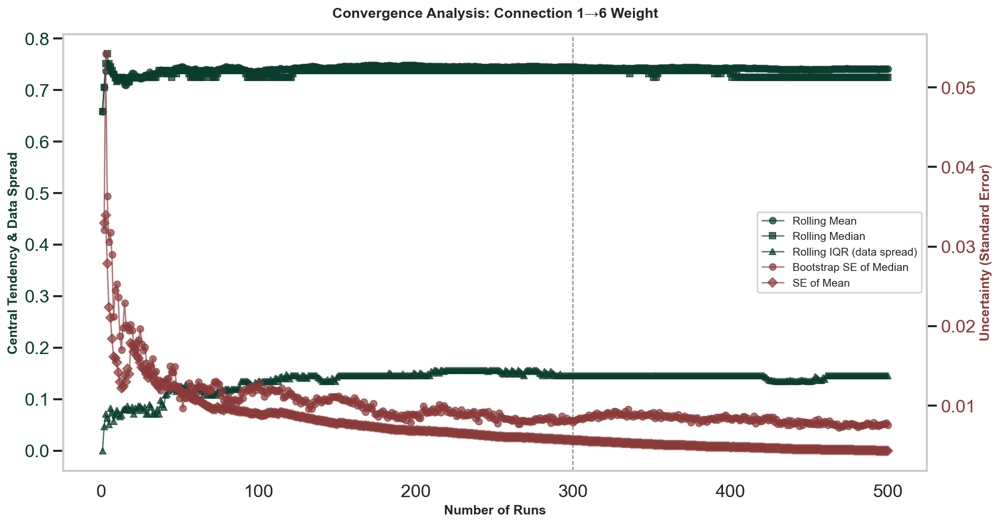 Convergence Analysis: Connection 1→6 Weight
Central Tendency & Data Spread
0.8
0.7
0.6
0.5
0.4
0.3
0.2
0.1
0.0
Rolling Mean
Rolling Median
Rolling IQR (data spread)
Bootstrap SE of Median
SE of Mean
0.05
0.04
0.03
0.02
0.01
Uncertainty (Standard Error)
0 100 200 300 400 500
Number of Runs